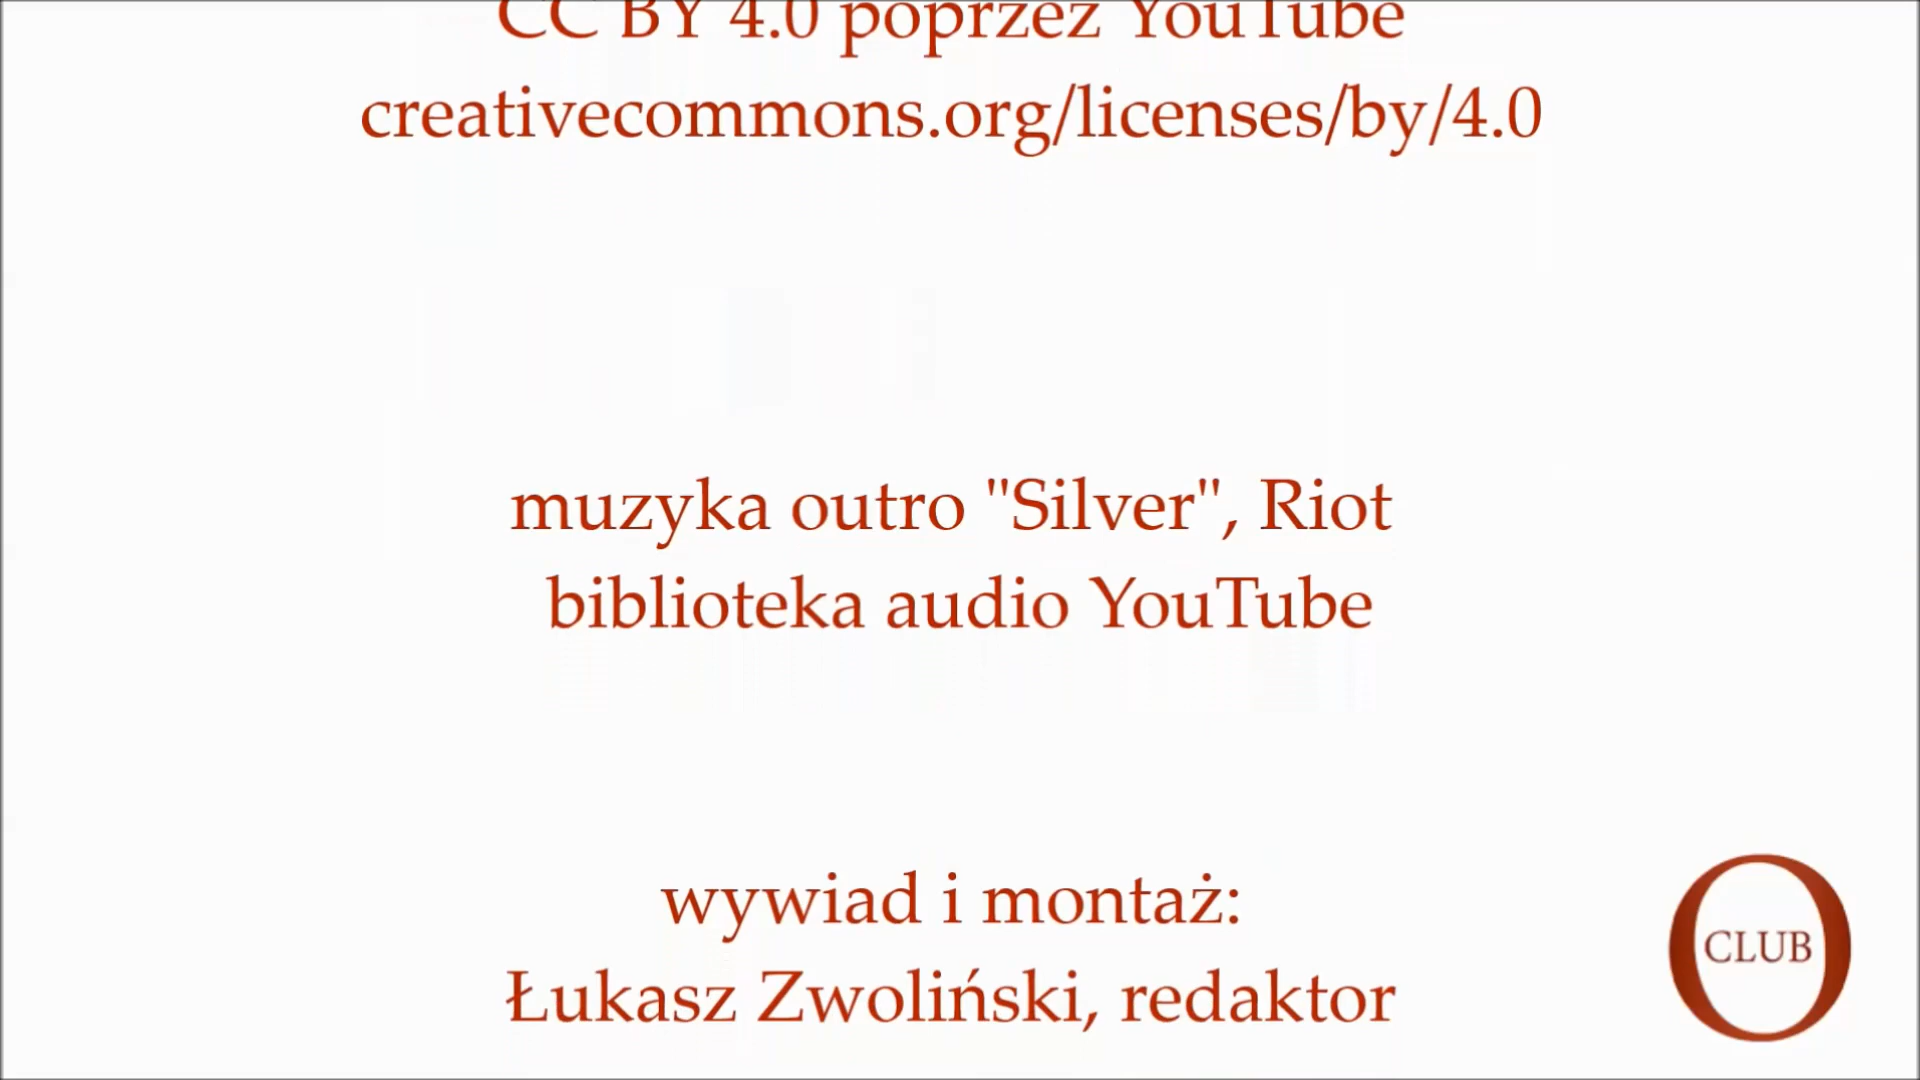 CC BY 4.0 poprzez YouTube
creativecommons.org/licenses/by/4.0
muzyka outro "Silver", Riot
biblioteka audio YouTube
wywiad i montaż:
Łukasz Zwoliński, redaktor
O CLUB